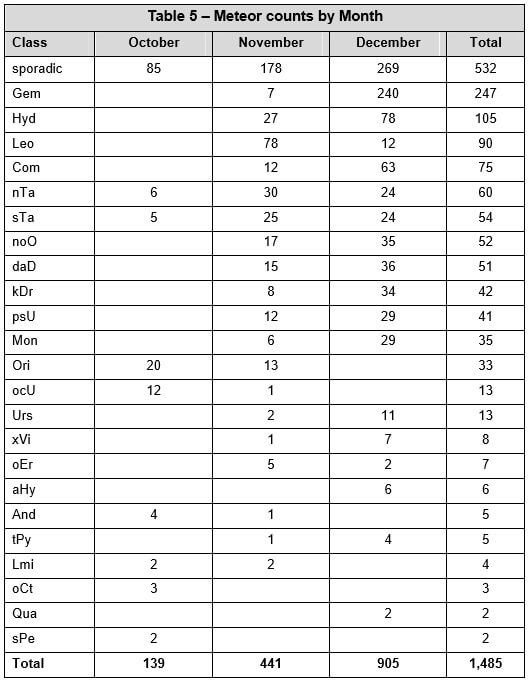 Table 5 – Meteor counts by Month
Class October November December Total
sporadic 85 178 269 532
Gem 7 240 247
Hyd 27 78 105
Leo 78 12 90
Com 12 63 75
nTa 6 30 24 60
sTa 5 25 24 54
noO 17 35 52
daD 15 36 51
kDr 8 34 42
psU 12 29 41
Mon 6 29 35
Ori 20 13 33
ocU 12 1 13
Urs 2 11 13
xVi 1 7 8
oEr 5 2 7
aHy 6 6
And 4 1 5
tPy 1 4 5
Lmi 2 2 4
oCt 3 3
Qua 2 2
sPe 2 2
Total 139 441 905 1,485